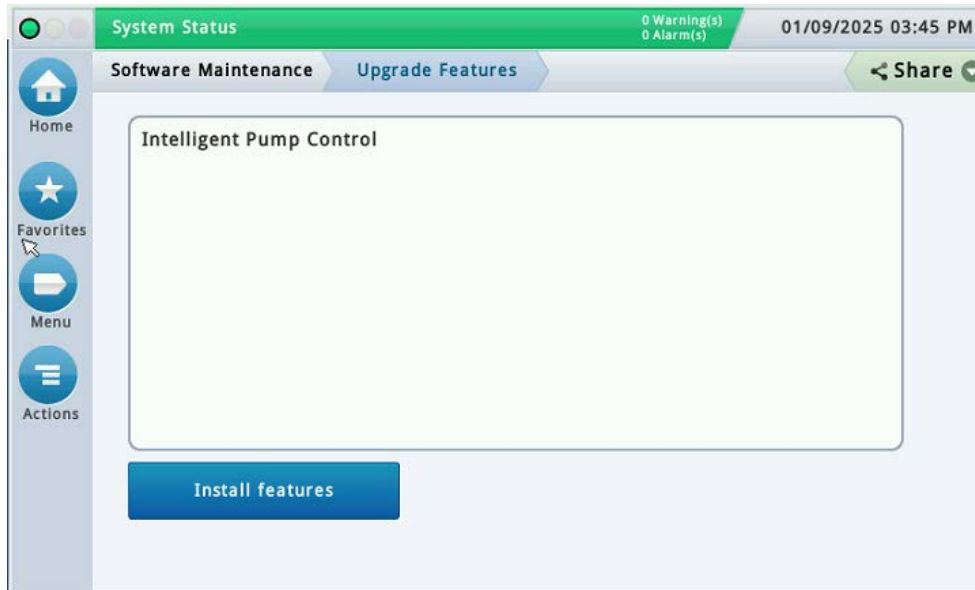 System Status
0 Warning(s)
0 Alarm(s)
01/09/2025 03:45 PM
Software Maintenance
Upgrade Features
Share
Home
Intelligent Pump Control
Favorites
Menu
Actions
Install features